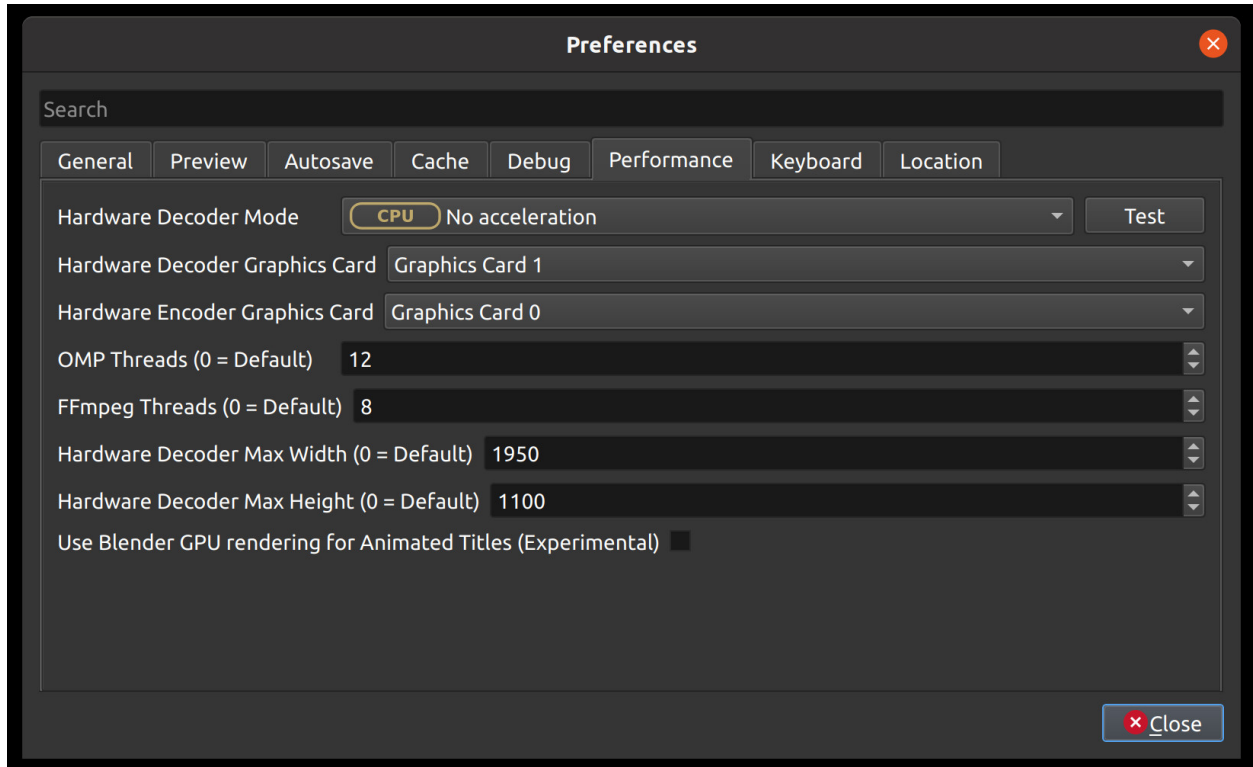 Preferences
Search
General Preview Autosave Cache Debug Performance Keyboard Location
Hardware Decoder Mode CPU No acceleration Test
Hardware Decoder Graphics Card Graphics Card 1
Hardware Encoder Graphics Card Graphics Card 0
OMP Threads (0 = Default) 12
FFmpeg Threads (0 = Default) 8
Hardware Decoder Max Width (0 = Default) 1950
Hardware Decoder Max Height (0 = Default) 1100
Use Blender GPU rendering for Animated Titles (Experimental)
Close